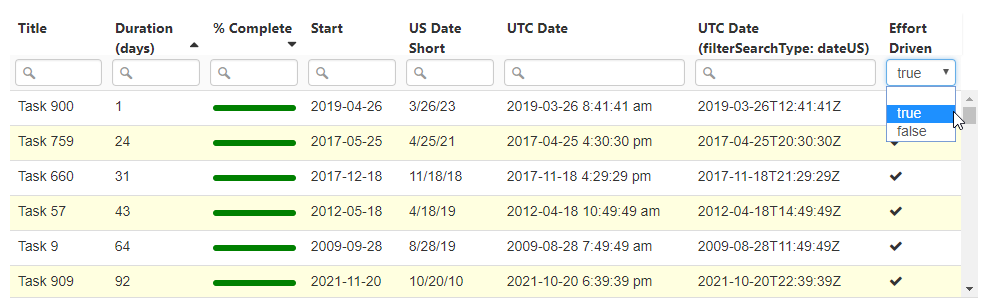 Title Duration (days) % Complete Start US Date Short UTC Date UTC Date (filterSearchType: dateUS) Effort Driven
true
true
false
Task 900 1 2019-04-26 3/26/23 2019-03-26 8:41:41 am 2019-03-26T12:41:41Z
Task 759 24 2017-05-25 4/25/21 2017-04-25 4:30:30 pm 2017-04-25T20:30:30Z
Task 660 31 2017-12-18 11/18/18 2017-11-18 4:29:29 pm 2017-11-18T21:29:29Z
Task 57 43 2012-05-18 4/18/19 2012-04-18 10:49:49 am 2012-04-18T14:49:49Z
Task 9 64 2009-09-28 8/28/19 2009-08-28 7:49:49 am 2009-08-28T11:49:49Z
Task 909 92 2021-11-20 10/20/10 2021-10-20 6:39:39 pm 2021-10-20T22:39:39Z